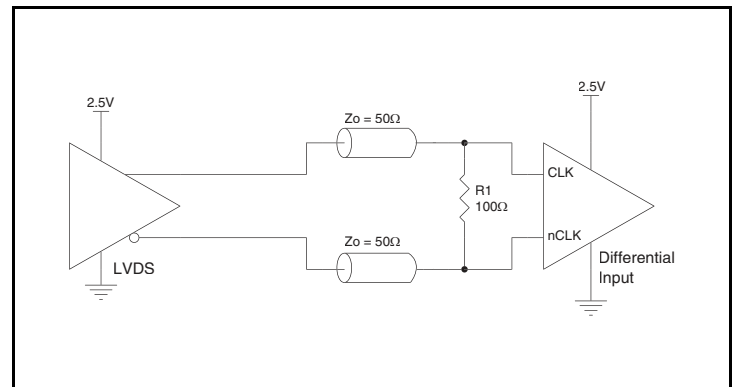 2.5V
2.5V
Zo = 50Ω
CLK
R1
100Ω
Zo = 50Ω
nCLK
LVDS
Differential
Input